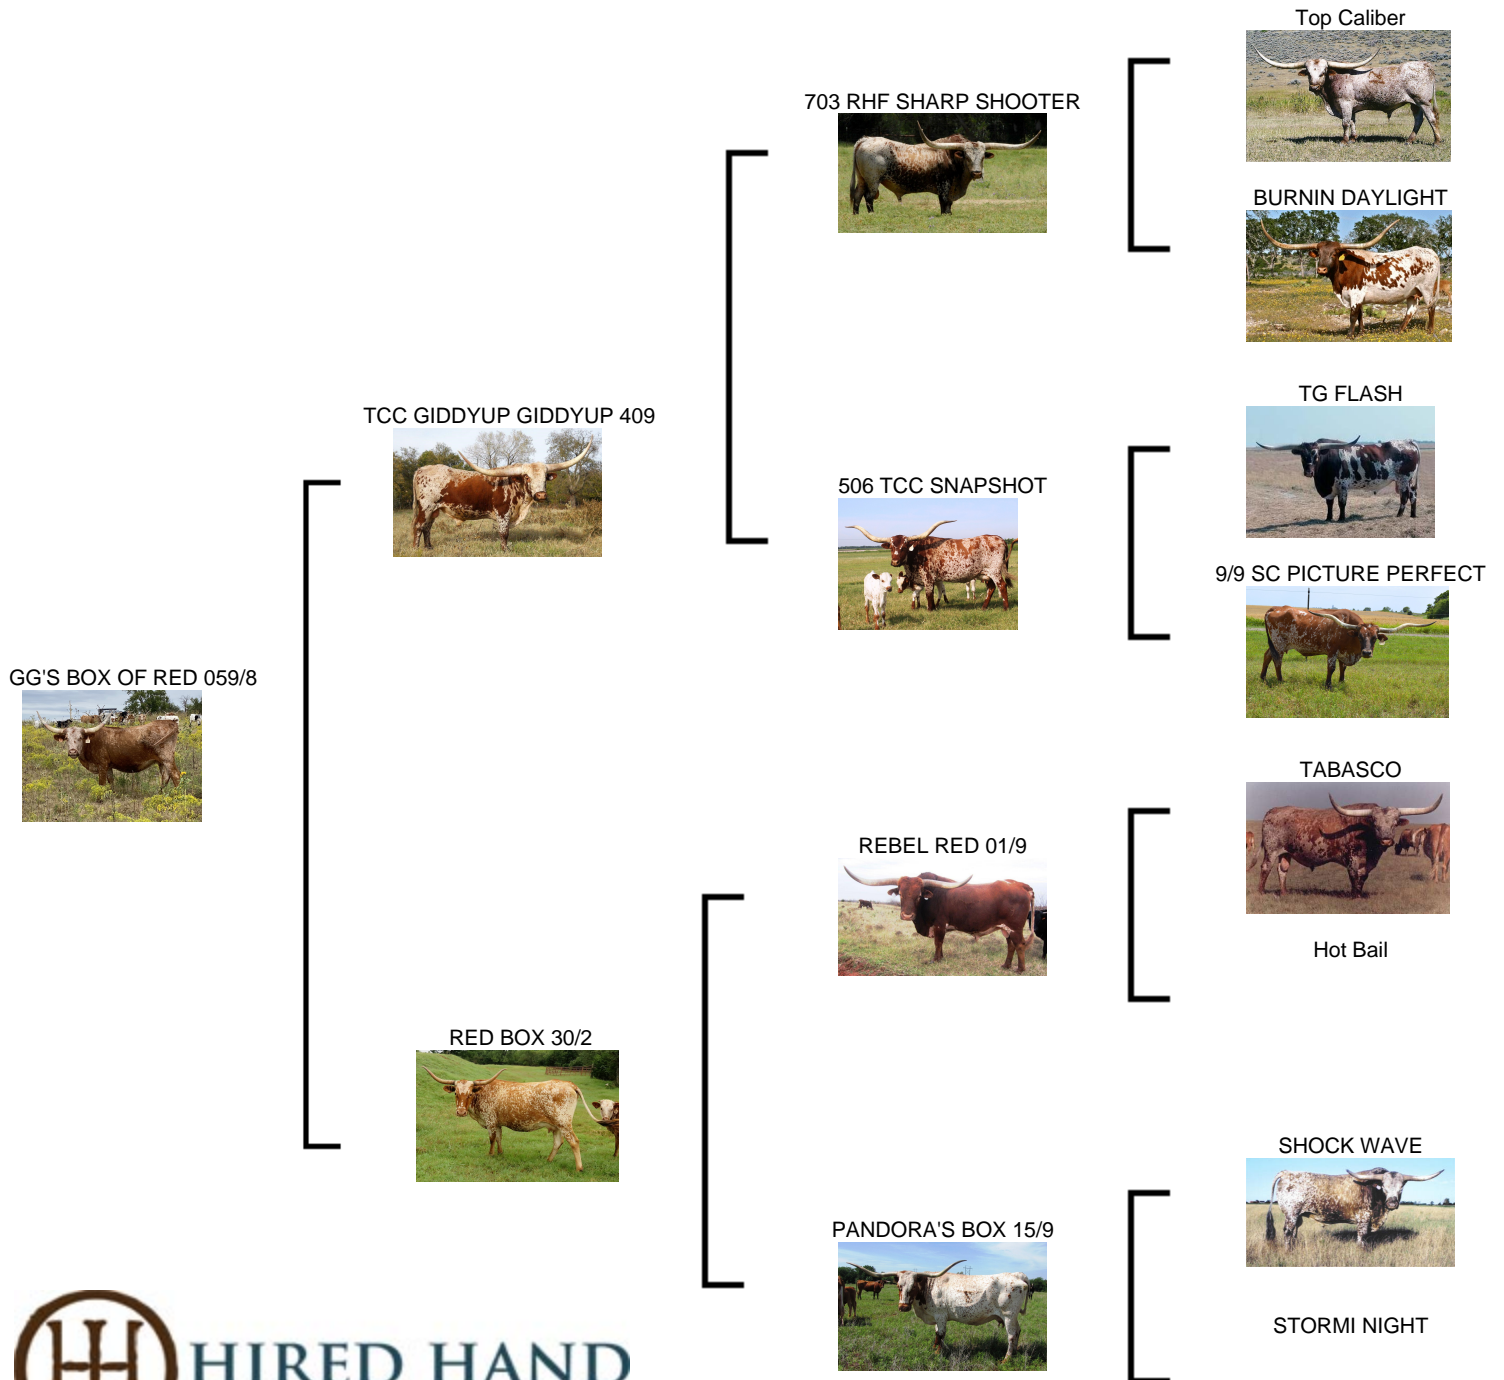 Top Caliber
703 RHF SHARP SHOOTER
BURNIN DAYLIGHT
TCC GIDDYUP GIDDYUP 409
TG FLASH
506 TCC SNAPSHOT
9/9 SC PICTURE PERFECT
GG'S BOX OF RED 059/8
TABASCO
REBEL RED 01/9
Hot Bail
RED BOX 30/2
SHOCK WAVE
PANDORA'S BOX 15/9
STORMI NIGHT
HIRED HAND